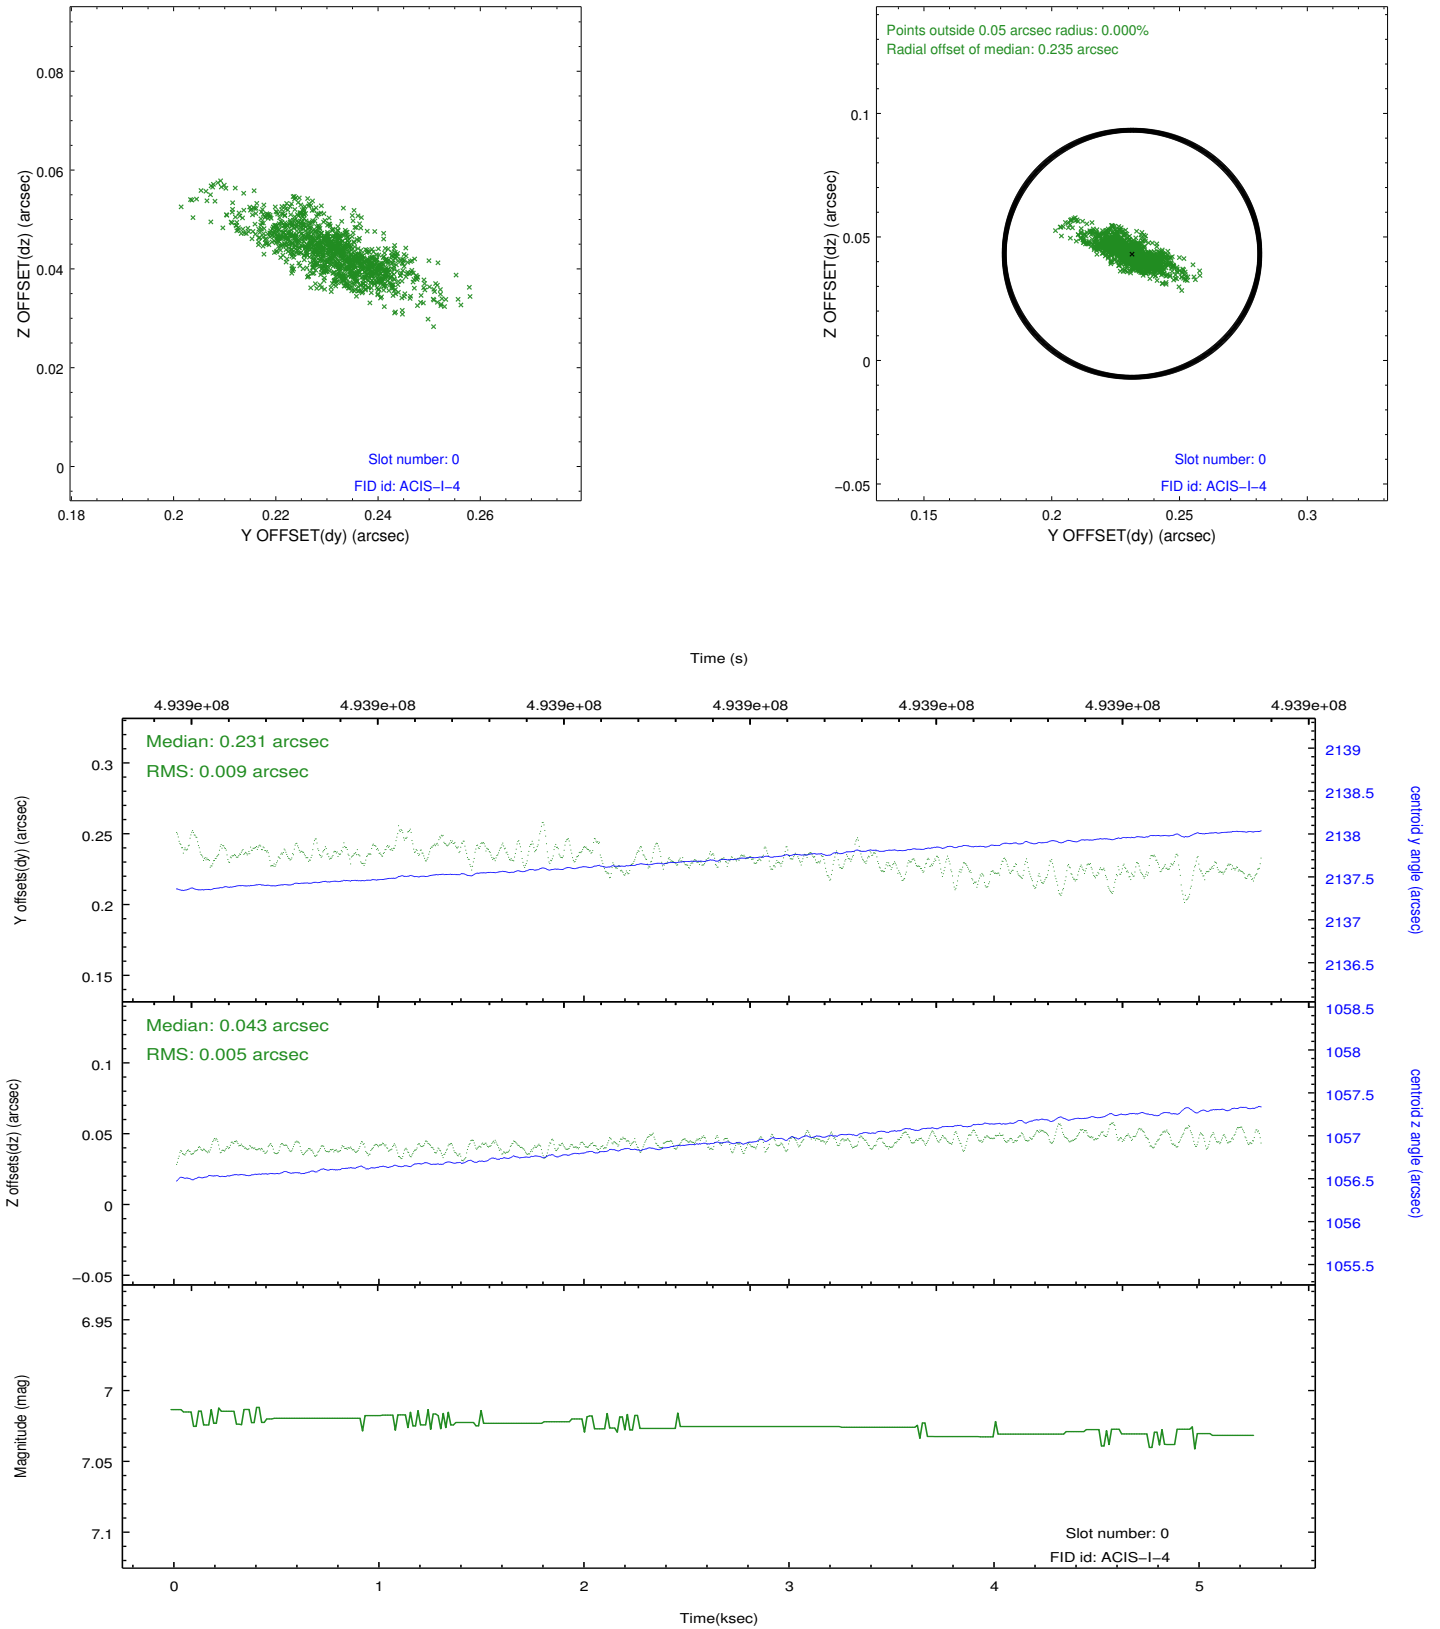 0.08
0.06
0.04
0.02
0
Z OFFSET(dz) (arcsec)
Slot number: 0
FID id: ACIS−I−4
0.18 0.2 0.22 0.24 0.26
Y OFFSET(dy) (arcsec)
Points outside 0.05 arcsec radius: 0.000%
Radial offset of median: 0.235 arcsec
0.1
0.05
0
−0.05
Z OFFSET(dz) (arcsec)
Slot number: 0
FID id: ACIS−I−4
0.15 0.2 0.25 0.3
Y OFFSET(dy) (arcsec)
Time (s)
4.939e+08 4.939e+08 4.939e+08 4.939e+08 4.939e+08 4.939e+08 4.939e+08
Median: 0.231 arcsec
RMS: 0.009 arcsec
0.3
0.25
0.2
0.15
Y offsets(dy) (arcsec)
2139
2138.5
2138
2137.5
2137
2136.5
centroid y angle (arcsec)
Median: 0.043 arcsec
RMS: 0.005 arcsec
0.1
0.05
0
−0.05
Z offsets(dz) (arcsec)
1058.5
1058
1057.5
1057
1056.5
1056
1055.5
centroid z angle (arcsec)
6.95
7
7.05
7.1
Magnitude (mag)
Slot number: 0
FID id: ACIS−I−4
0 1 2 3 4 5
Time(ksec)